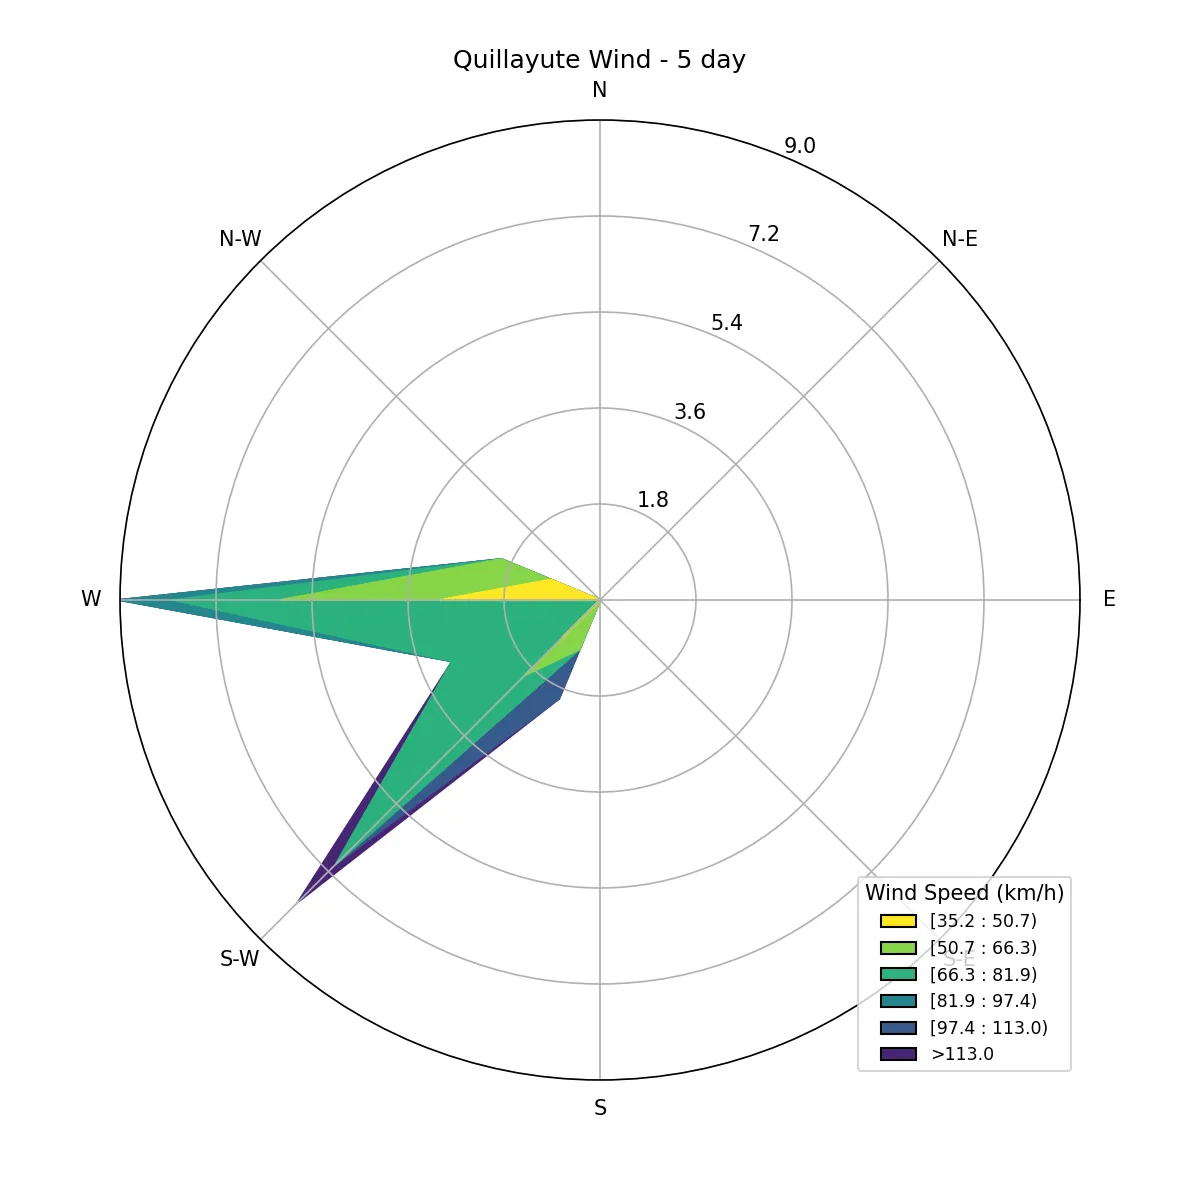 Quillayute Wind - 5 day
N
9.0
7.2
N-W
N-E
5.4
3.6
1.8
W
E
S-W
S-E
S
Wind Speed (km/h)
[35.2 : 50.7)
[50.7 : 66.3)
[66.3 : 81.9)
[81.9 : 97.4)
[97.4 : 113.0)
>113.0